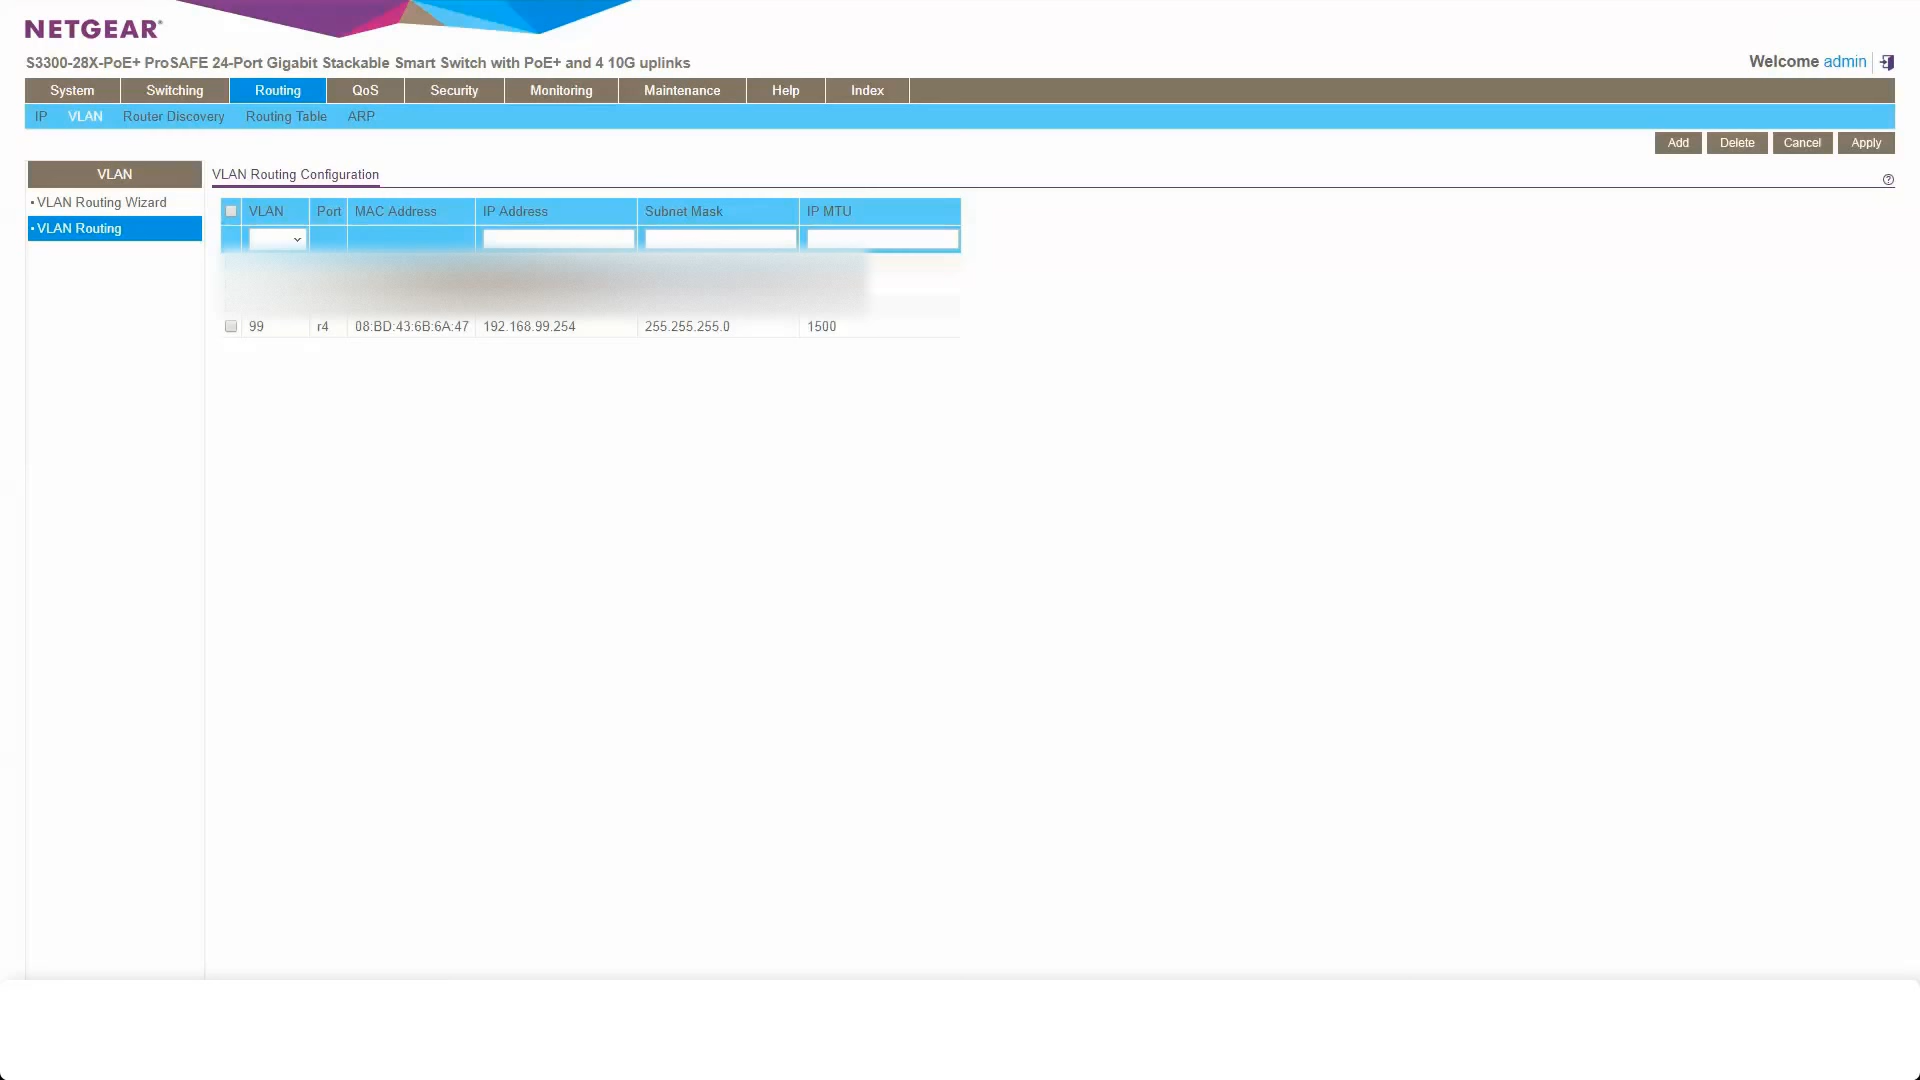 NETGEAR®
S3300-28X-PoE+ ProSAFE 24-Port Gigabit Stackable Smart Switch with PoE+ and 4 10G uplinks
Welcome admin
System Switching Routing QoS Security Monitoring Maintenance Help Index
IP VLAN Router Discovery Routing Table ARP
Add Delete Cancel Apply
VLAN
VLAN Routing Wizard
VLAN Routing
VLAN Routing Configuration
VLAN Port MAC Address IP Address Subnet Mask IP MTU
99 r4 08:BD:43:6B:6A:47 192.168.99.254 255.255.255.0 1500